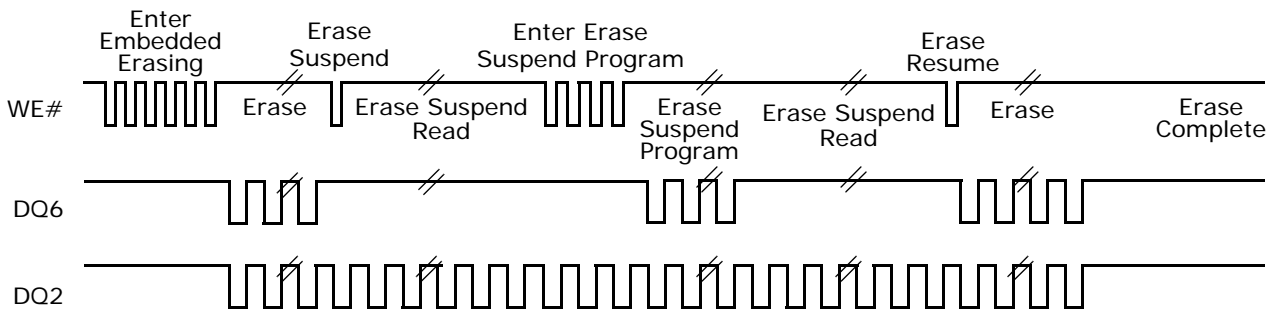 Enter
Embedded
Erasing
Erase
Suspend
Enter Erase
Suspend Program
Erase
Resume
WE#
Erase
Erase Suspend
Read
Erase
Suspend
Program
Erase Suspend
Read
Erase
Erase
Complete
DQ6
DQ2